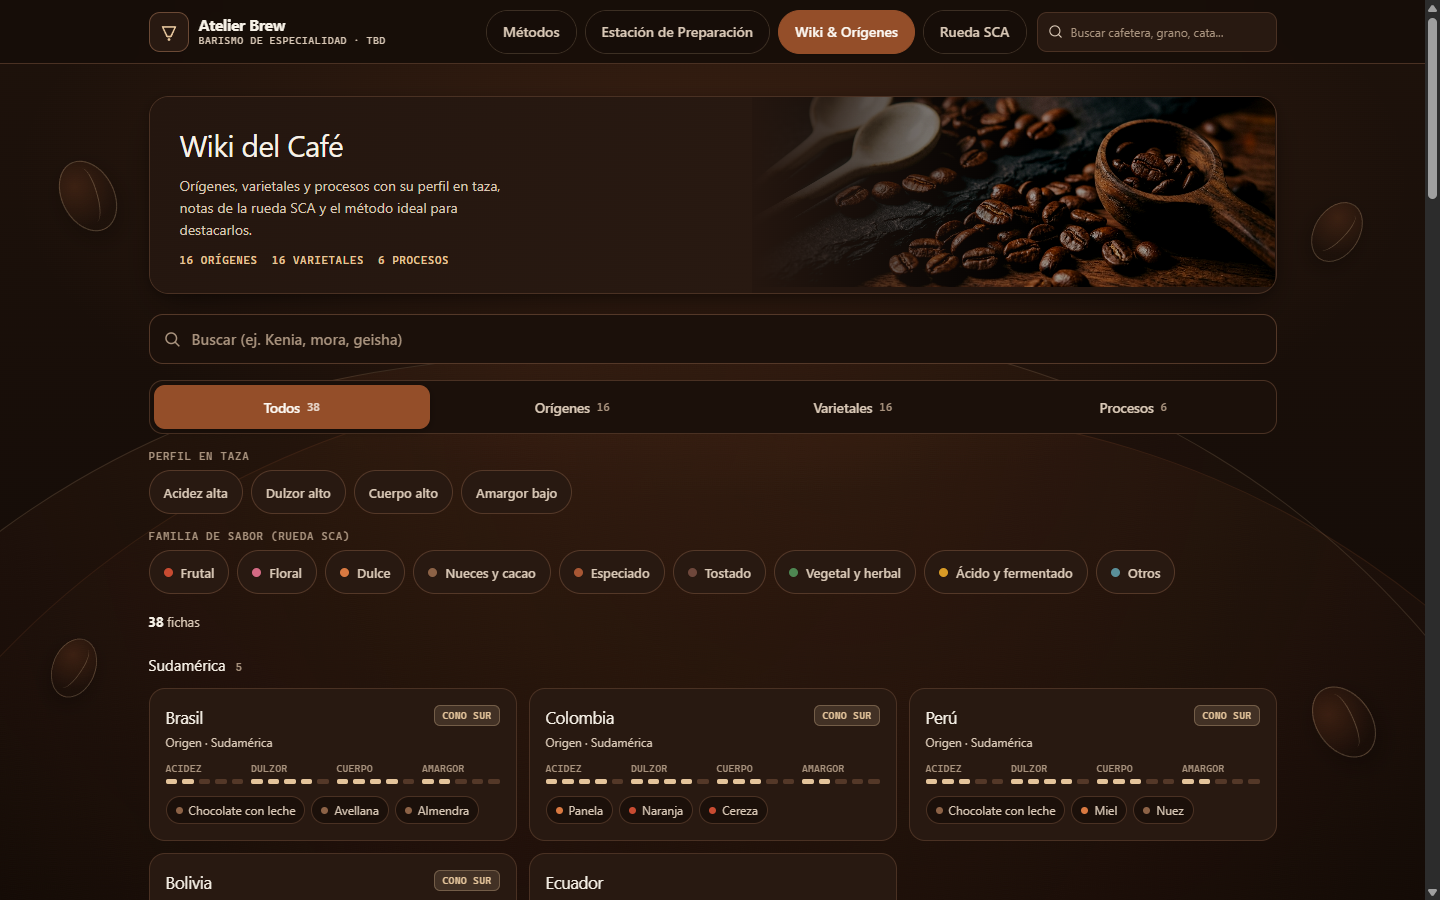 Atelier Brew
BARISMO DE ESPECIALIDAD · TBD
Métodos
Estación de Preparación
Wiki & Orígenes
Rueda SCA
Buscar cafetera, grano, cata...
Wiki del Café
Orígenes, varietales y procesos con su perfil en taza,
notas de la rueda SCA y el método ideal para
destacarlos.
16 ORÍGENES 16 VARIETALES 6 PROCESOS
Buscar (ej. Kenia, mora, geisha)
Todos 38
Orígenes 16
Varietales 16
Procesos 6
PERFIL EN TAZA
Acidez alta
Dulzor alto
Cuerpo alto
Amargor bajo
FAMILIA DE SABOR (RUEDA SCA)
Frutal
Floral
Dulce
Nueces y cacao
Especiado
Tostado
Vegetal y herbal
Ácido y fermentado
Otros
38 fichas
Sudamérica 5
Brasil
CONO SUR
Origen · Sudamérica
ACIDEZ DULZOR CUERPO AMARGOR
Chocolate con leche
Avellana
Almendra
Colombia
CONO SUR
Origen · Sudamérica
ACIDEZ DULZOR CUERPO AMARGOR
Panela
Naranja
Cereza
Perú
CONO SUR
Origen · Sudamérica
ACIDEZ DULZOR CUERPO AMARGOR
Chocolate con leche
Miel
Nuez
Bolivia
CONO SUR
Ecuador